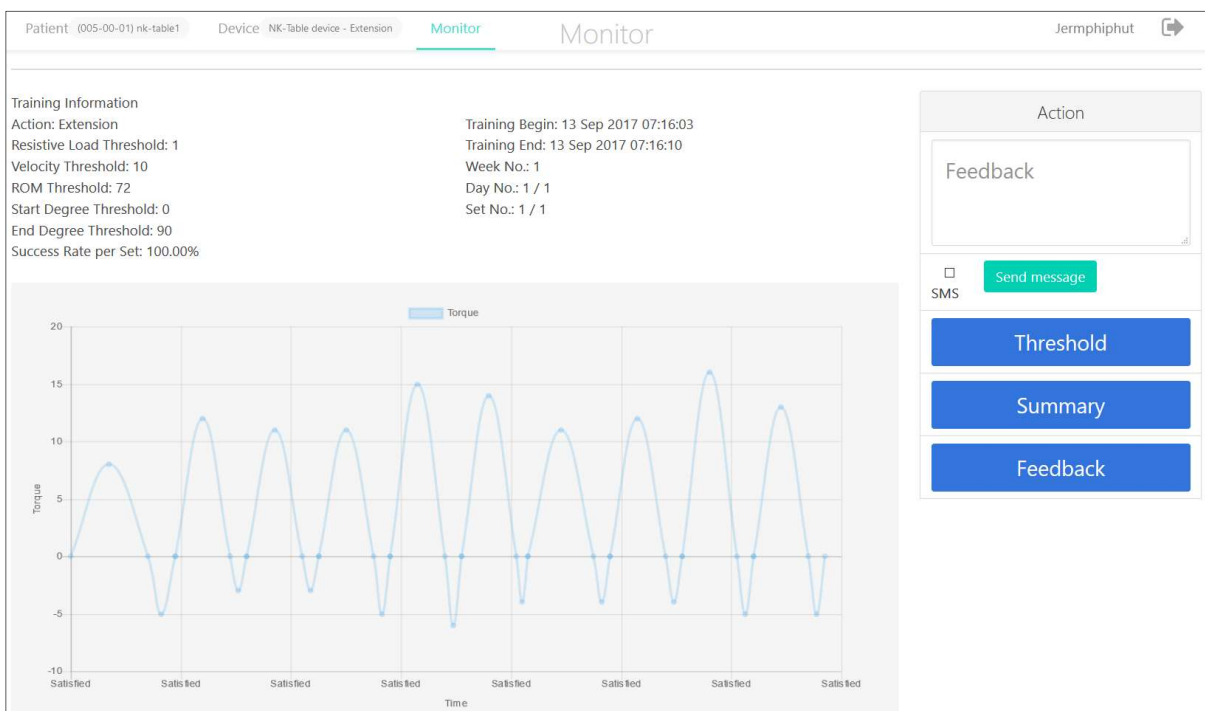 Patient (005-00-01) nk-table1 Device NK-Table device - Extension Monitor Monitor Jermphiphut
Training Information
Action: Extension
Resistive Load Threshold: 1
Velocity Threshold: 10
ROM Threshold: 72
Start Degree Threshold: 0
End Degree Threshold: 90
Success Rate per Set: 100.00%
Training Begin: 13 Sep 2017 07:16:03
Training End: 13 Sep 2017 07:16:10
Week No.: 1
Day No.: 1 / 1
Set No.: 1 / 1
Torque
20
15
10
5
0
-5
-10
Torque
Satisfied Satisfied Satisfied Satisfied Satisfied Satisfied Satisfied Satisfied
Time
Action
Feedback
SMS
Send message
Threshold
Summary
Feedback